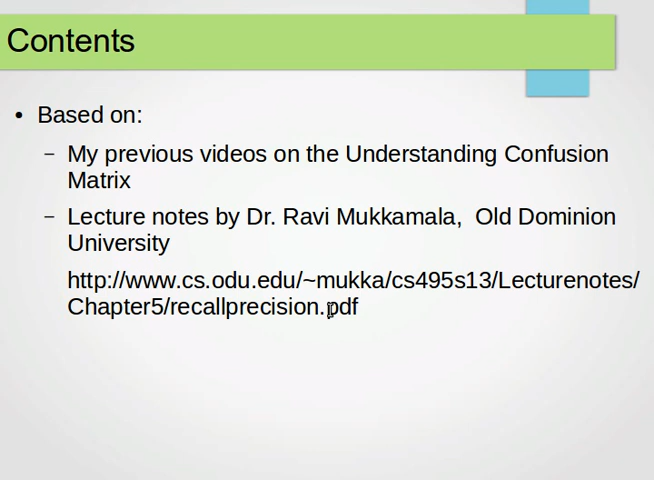 Contents
• Based on:
– My previous videos on the Understanding Confusion
Matrix
– Lecture notes by Dr. Ravi Mukkamala,  Old Dominion
University
http://www.cs.odu.edu/~mukka/cs495s13/Lecturenotes/
Chapter5/recallprecision.pdf